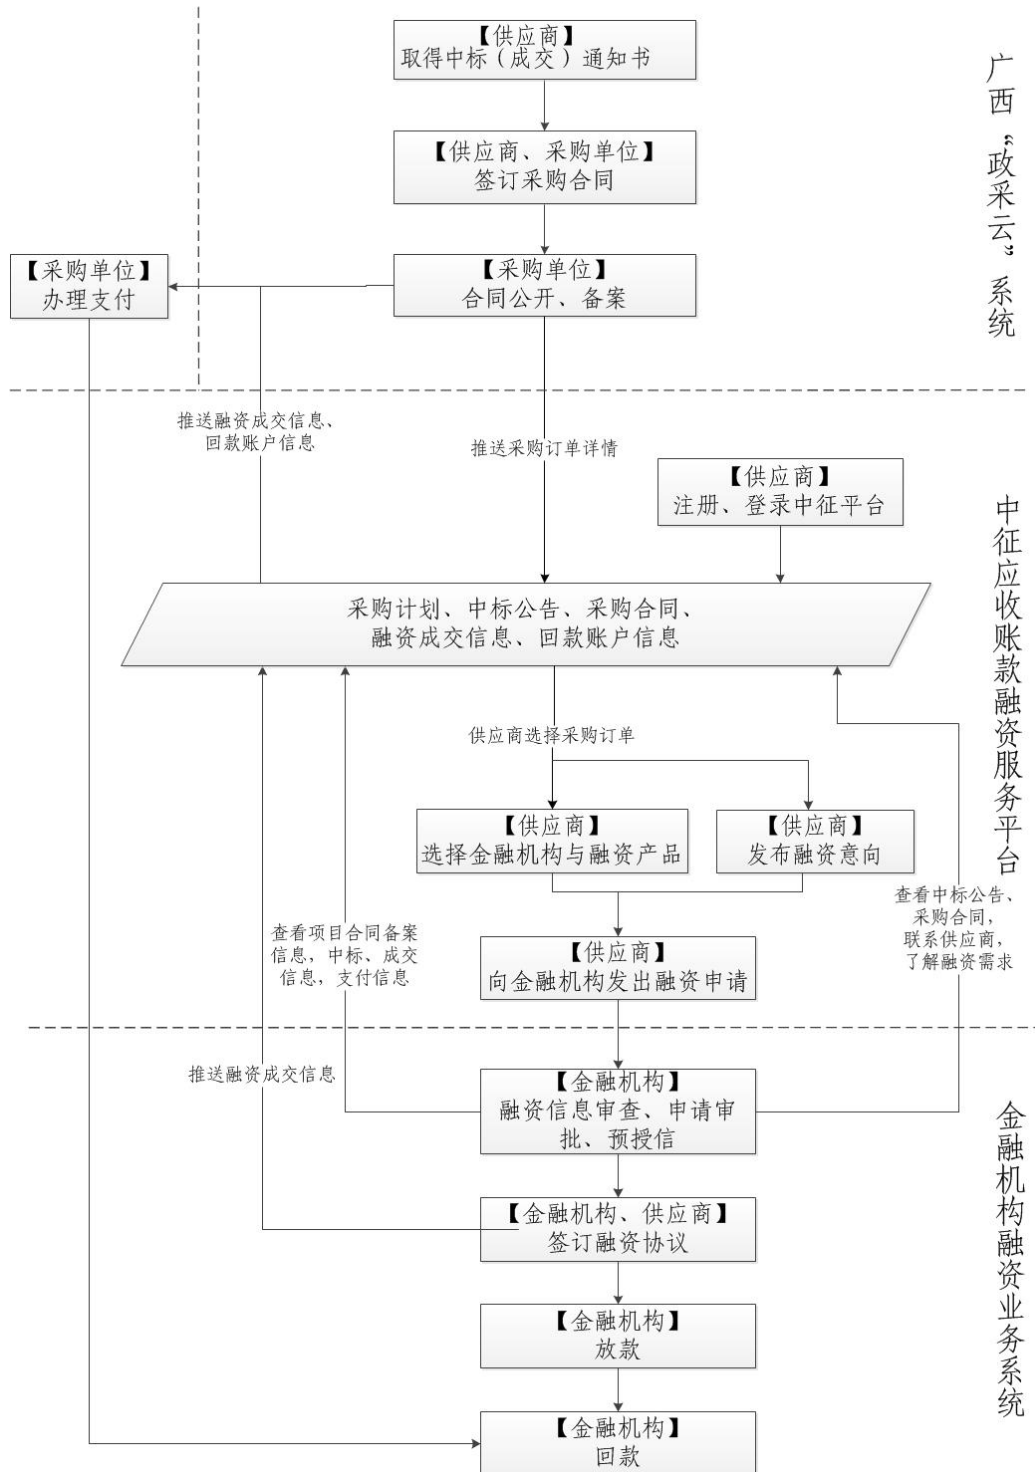 【供应商】
取得中标（成交）通知书
【供应商、采购单位】
签订采购合同
【采购单位】
合同公开、备案
【采购单位】
办理支付
广西“政采云”系统
推送融资成交信息、
回款账户信息
推送采购订单详情
【供应商】
注册、登录中征平台
采购计划、中标公告、采购合同、
融资成交信息、回款账户信息
供应商选择采购订单
【供应商】
选择金融机构与融资产品
【供应商】
发布融资意向
查看中标公告、
采购合同，
联系供应商，
了解融资需求
查看项目合同备案
信息，中标、成交
信息，支付信息
【供应商】
向金融机构发出融资申请
中征应收账款融资服务平台
推送融资成交信息
【金融机构】
融资信息审查、申请审
批、预授信
【金融机构、供应商】
签订融资协议
【金融机构】
放款
【金融机构】
回款
金融机构融资业务系统